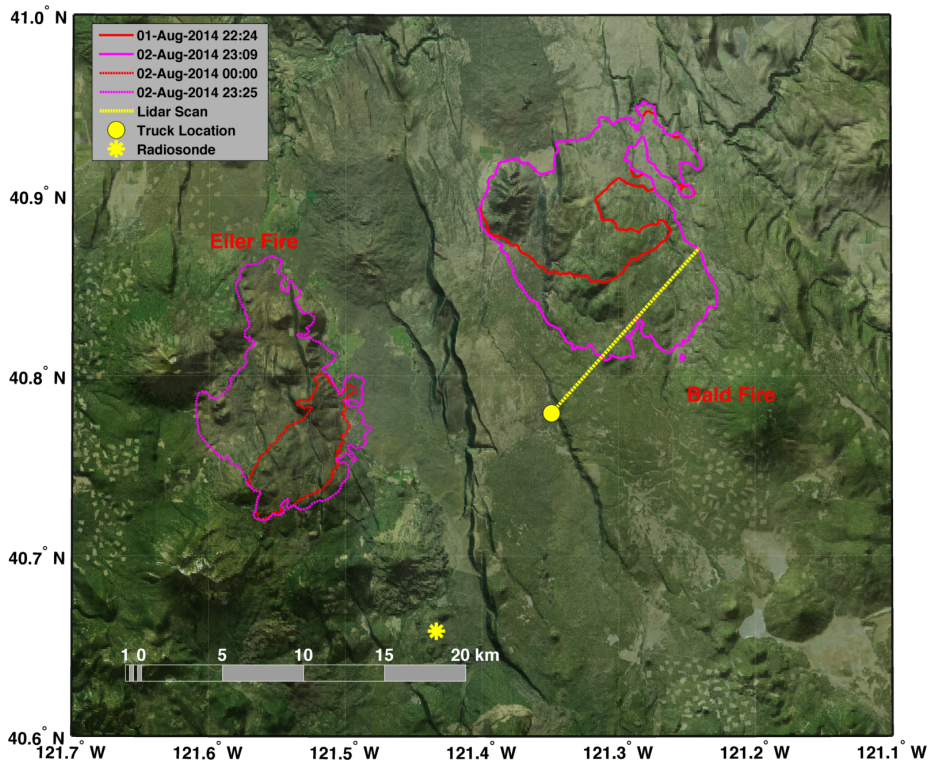 41.0° N
01-Aug-2014 22:24
02-Aug-2014 23:09
02-Aug-2014 00:00
02-Aug-2014 23:25
Lidar Scan
Truck Location
Radiosonde
40.9° N
Eiler Fire
40.8° N
Bald Fire
40.7° N
1 0 5 10 15 20 km
40.6° N
121.7° W 121.6° W 121.5° W 121.4° W 121.3° W 121.2° W 121.1° W